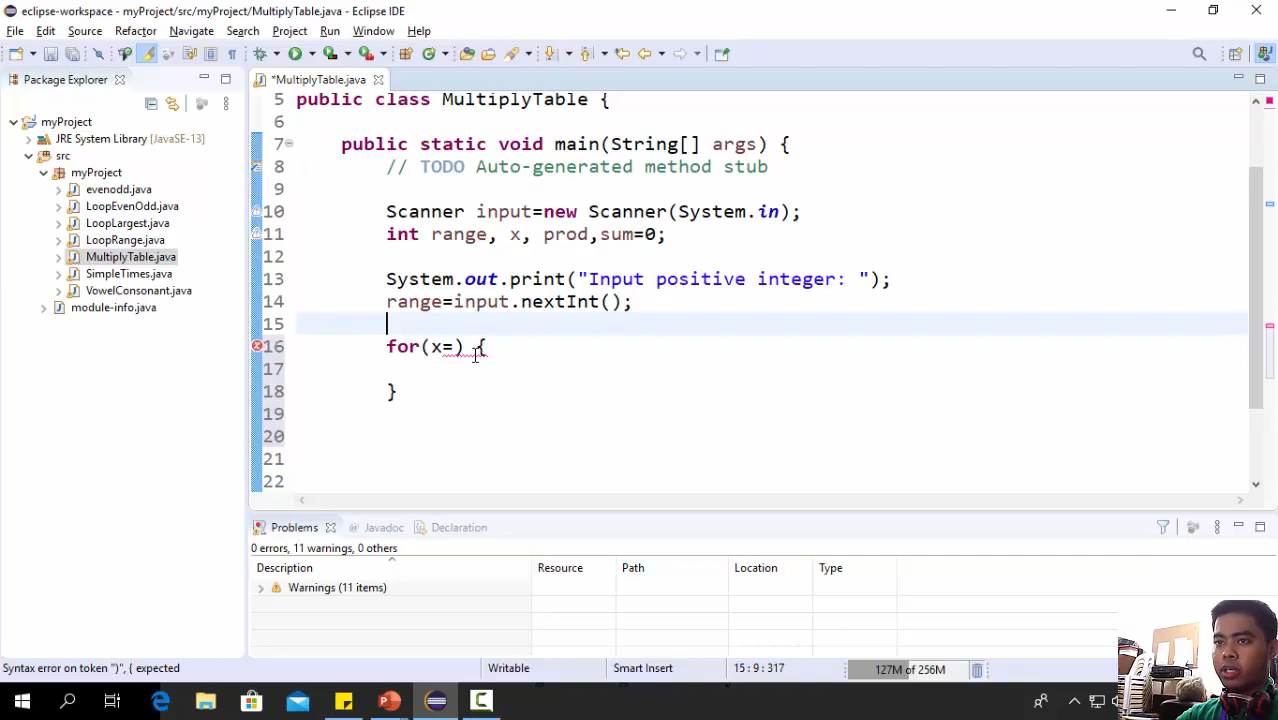 eclipse-workspace - myProject/src/myProject/MultiplyTable.java - Eclipse IDE
File Edit Source Refactor Navigate Search Project Run Window Help
Package Explorer
*MultiplyTable.java
myProject
JRE System Library [JavaSE-13]
src
myProject
evenodd.java
LoopEvenOdd.java
LoopLargest.java
LoopRange.java
MultiplyTable.java
SimpleTimes.java
VowelConsonant.java
module-info.java
5 public class MultiplyTable {
6
7 public static void main(String[] args) {
8 // TODO Auto-generated method stub
9
10 Scanner input=new Scanner(System.in);
11 int range, x, prod,sum=0;
12
13 System.out.print("Input positive integer: ");
14 range=input.nextInt();
15
16 for(x=) {
17
18 }
19
20
21
22
Problems @ Javadoc Declaration
0 errors, 11 warnings, 0 others
Description Resource Path Location Type
Warnings (11 items)
Syntax error on token ")", { expected Writable Smart Insert 15 : 9 : 317 127M of 256M